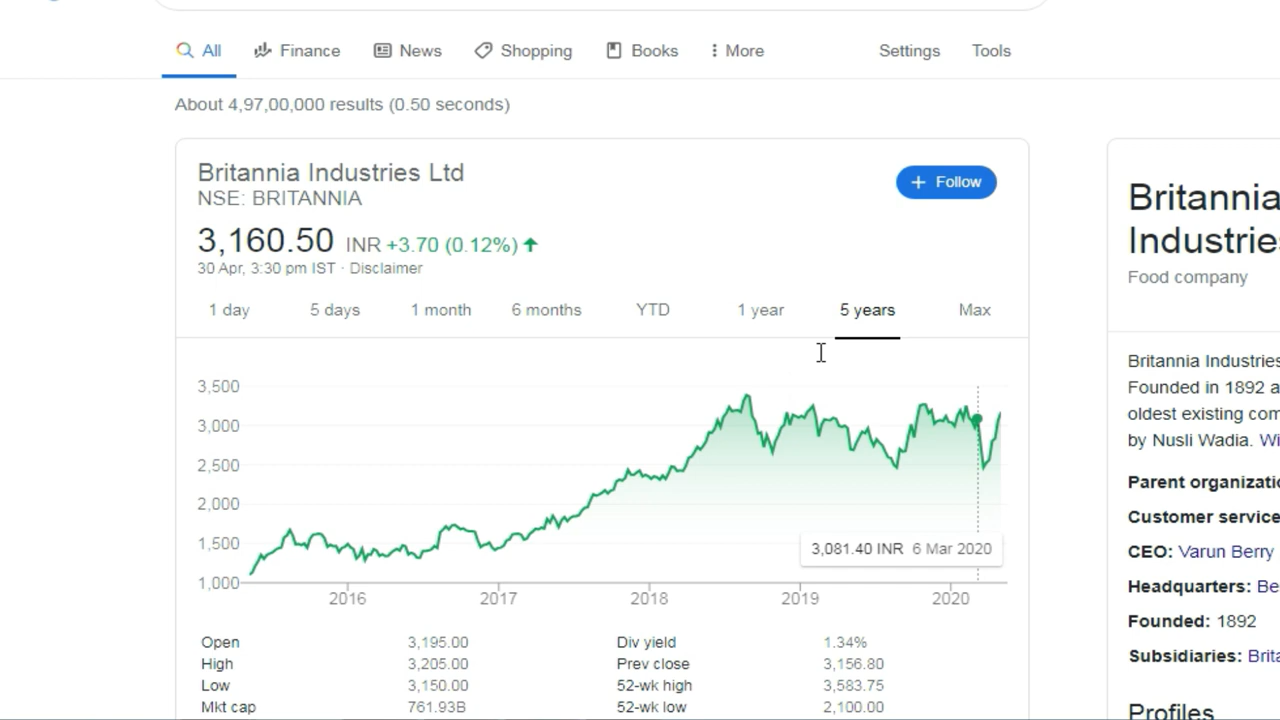 All Finance News Shopping Books More Settings Tools
About 4,97,00,000 results (0.50 seconds)
Britannia Industries Ltd
NSE: BRITANNIA
Follow
3,160.50 INR +3.70 (0.12%)
30 Apr, 3:30 pm IST · Disclaimer
1 day 5 days 1 month 6 months YTD 1 year 5 years Max
3,500
3,000
2,500
2,000
1,500
1,000
3,081.40 INR 6 Mar 2020
2016 2017 2018 2019 2020
Open 3,195.00 Div yield 1.34%
High 3,205.00 Prev close 3,156.80
Low 3,150.00 52-wk high 3,583.75
Mkt cap 761.93B 52-wk low 2,100.00
Britannia
Industries
Food company
Britannia Industries
Founded in 1892 a
oldest existing com
by Nusli Wadia. Wi
Parent organizatio
Customer service
CEO: Varun Berry
Headquarters: Be
Founded: 1892
Subsidiaries: Brita
Profiles